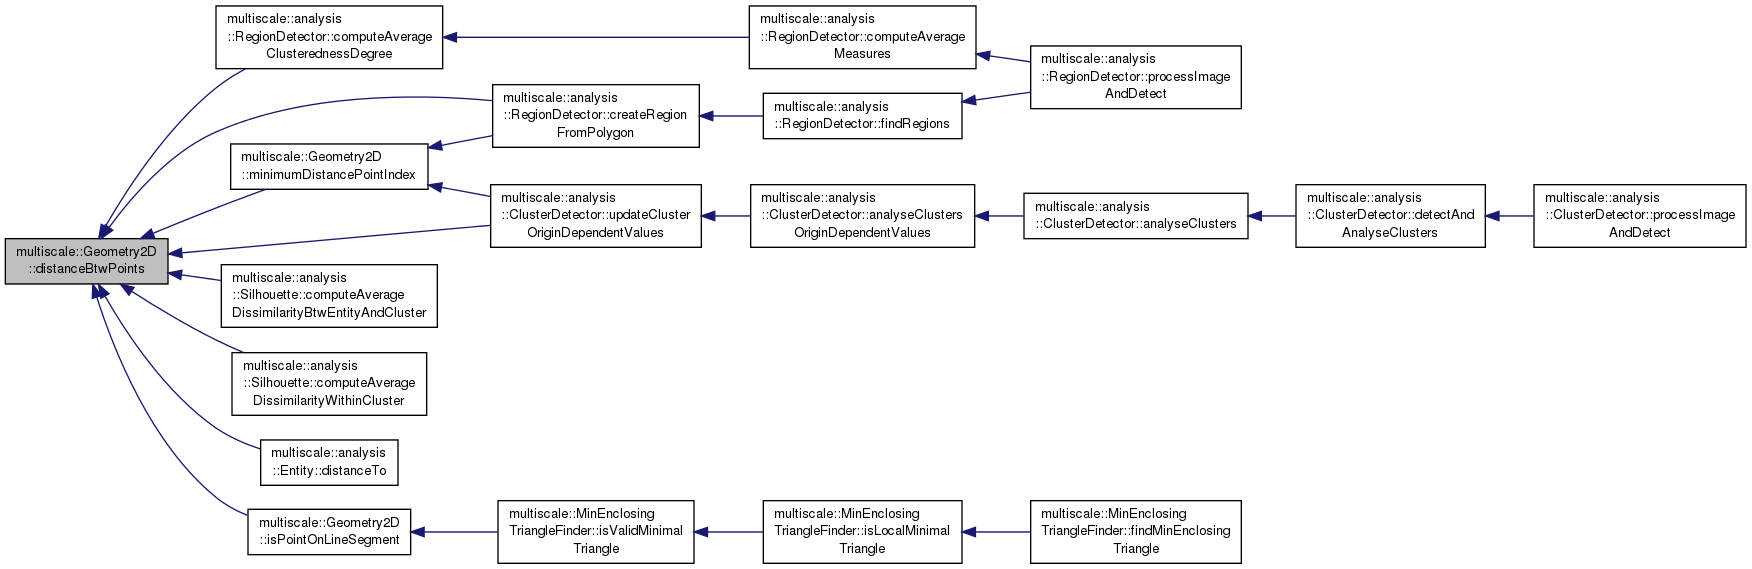 multiscale::analysis
::RegionDetector::computeAverage
ClusterednessDegree
multiscale::analysis
::RegionDetector::computeAverage
Measures
multiscale::analysis
::RegionDetector::processImage
AndDetect
multiscale::analysis
::RegionDetector::createRegion
FromPolygon
multiscale::analysis
::RegionDetector::findRegions
multiscale::Geometry2D
::minimumDistancePointIndex
multiscale::analysis
::ClusterDetector::updateCluster
OriginDependentValues
multiscale::analysis
::ClusterDetector::analyseClusters
OriginDependentValues
multiscale::analysis
::ClusterDetector::analyseClusters
multiscale::analysis
::ClusterDetector::detectAnd
AnalyseClusters
multiscale::analysis
::ClusterDetector::processImage
AndDetect
multiscale::Geometry2D
::distanceBtwPoints
multiscale::analysis
::Silhouette::computeAverage
DissimilarityBtwEntityAndCluster
multiscale::analysis
::Silhouette::computeAverage
DissimilarityWithinCluster
multiscale::analysis
::Entity::distanceTo
multiscale::Geometry2D
::isPointOnLineSegment
multiscale::MinEnclosing
TriangleFinder::isValidMinimal
Triangle
multiscale::MinEnclosing
TriangleFinder::isLocalMinimal
Triangle
multiscale::MinEnclosing
TriangleFinder::findMinEnclosing
Triangle